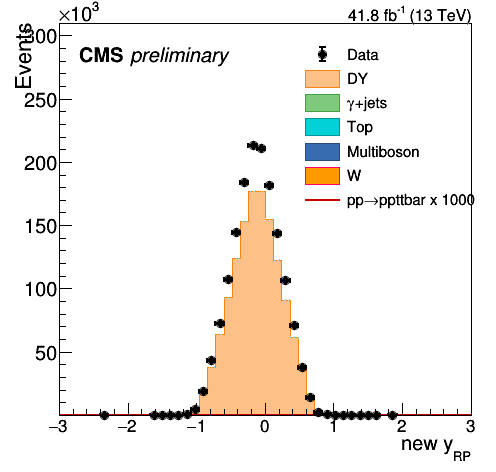 ×10³
41.8 fb⁻¹ (13 TeV)
Events
CMS preliminary
Data
DY
γ+jets
Top
Multiboson
W
pp→ppttbar x 1000
300
250
200
150
100
50
−3 −2 −1 0 1 2 3
new y_RP